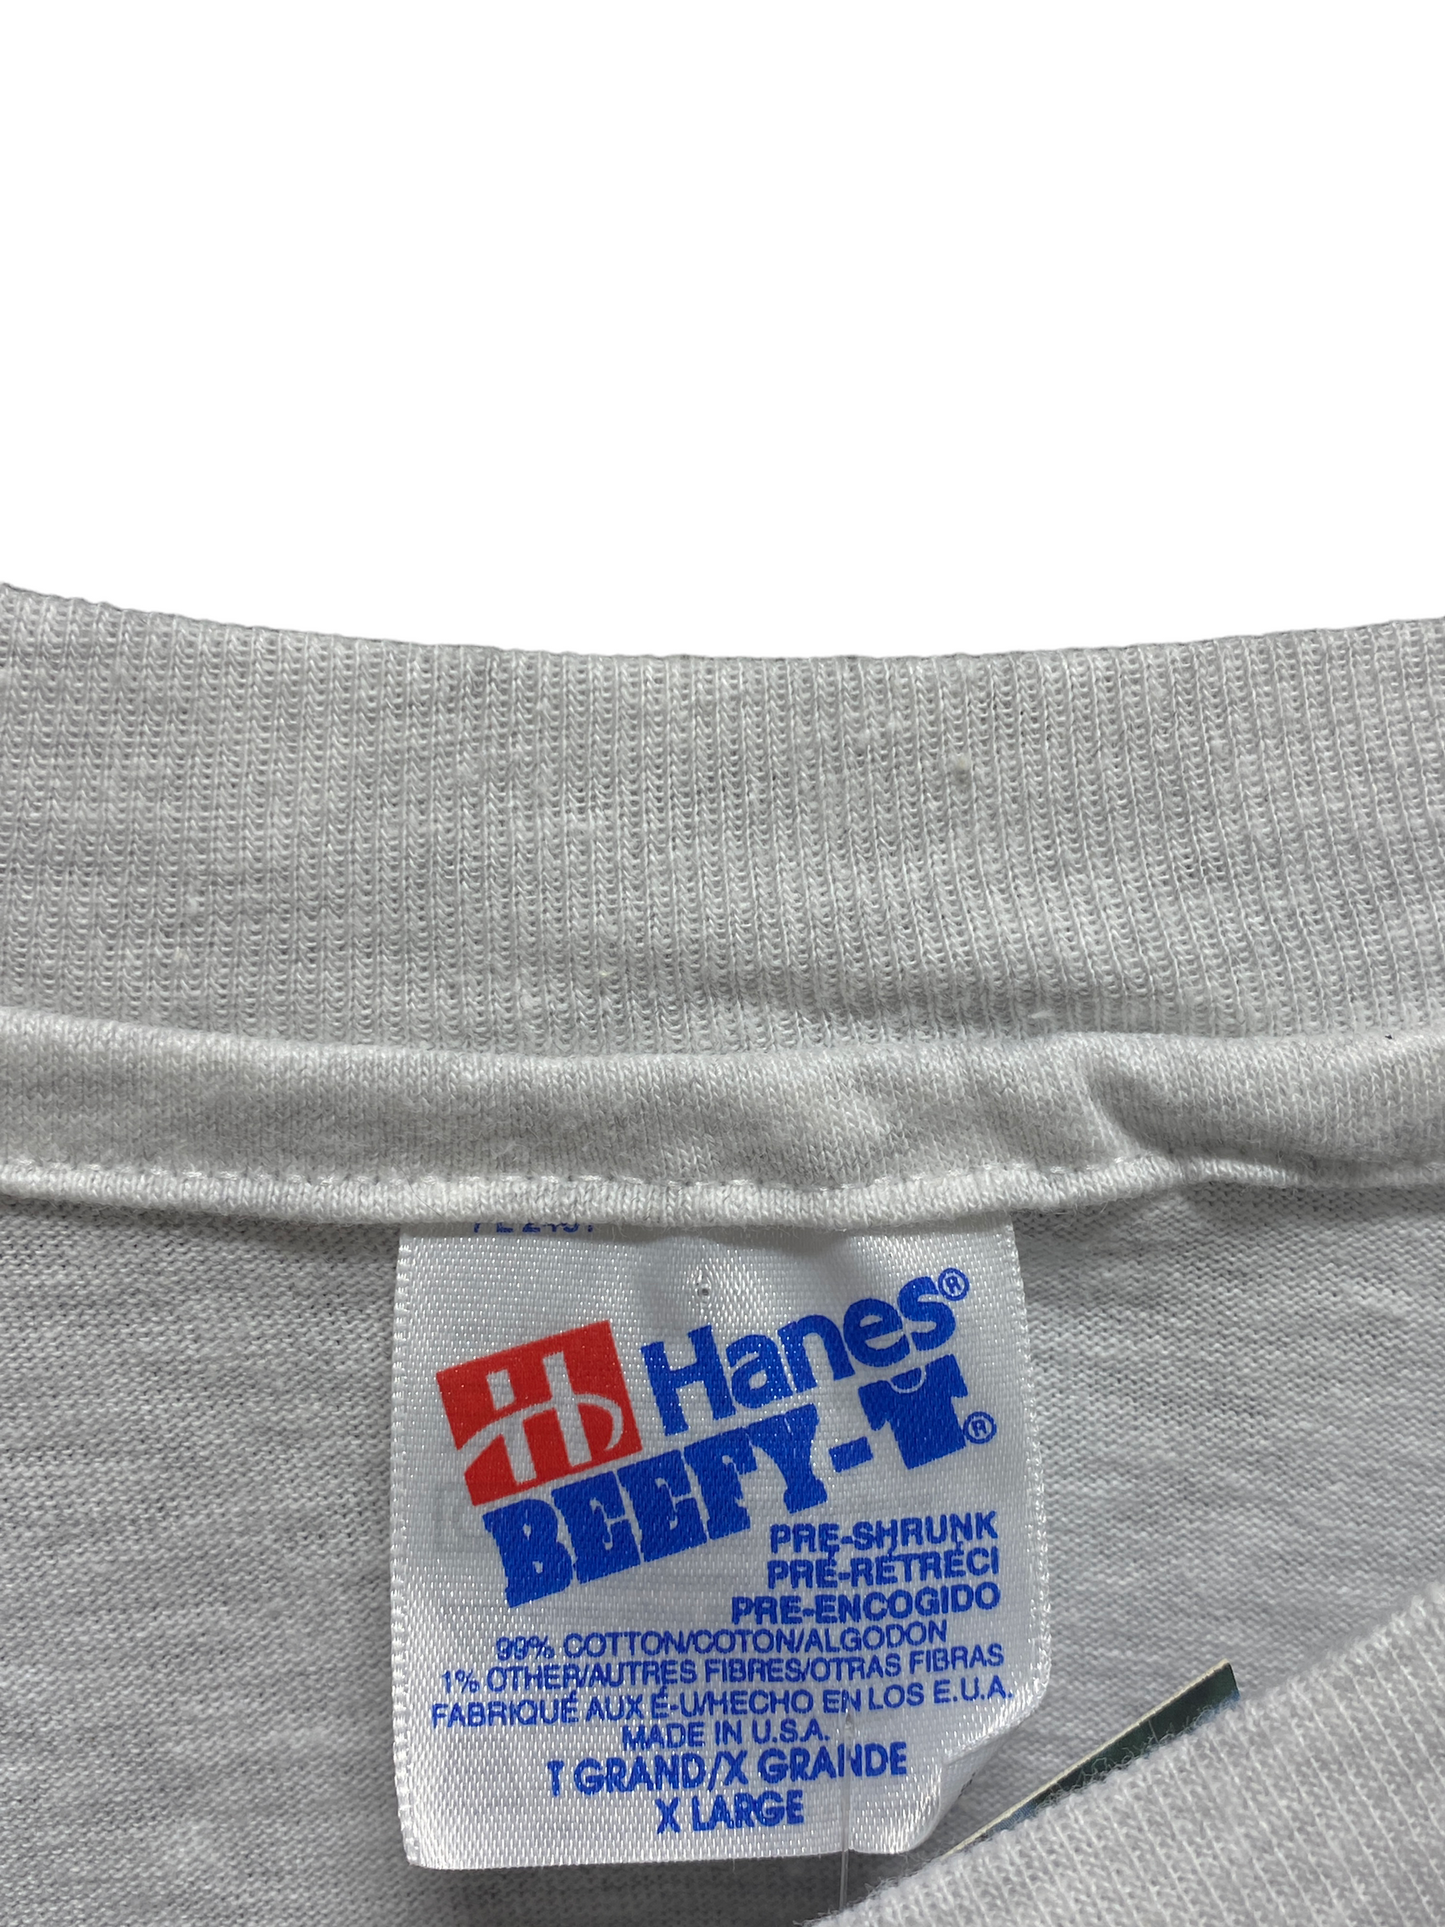 Hanes®
BEEFY-T®
PRE-SHRUNK
PRÉ-RÉTRÉCI
PRE-ENCOGIDO
99% COTTON/COTON/ALGODON
1% OTHER/AUTRES FIBRES/OTRAS FIBRAS
FABRIQUÉ AUX É-U/HECHO EN LOS E.U.A.
MADE IN U.S.A.
T GRAND/X GRANDE
X LARGE